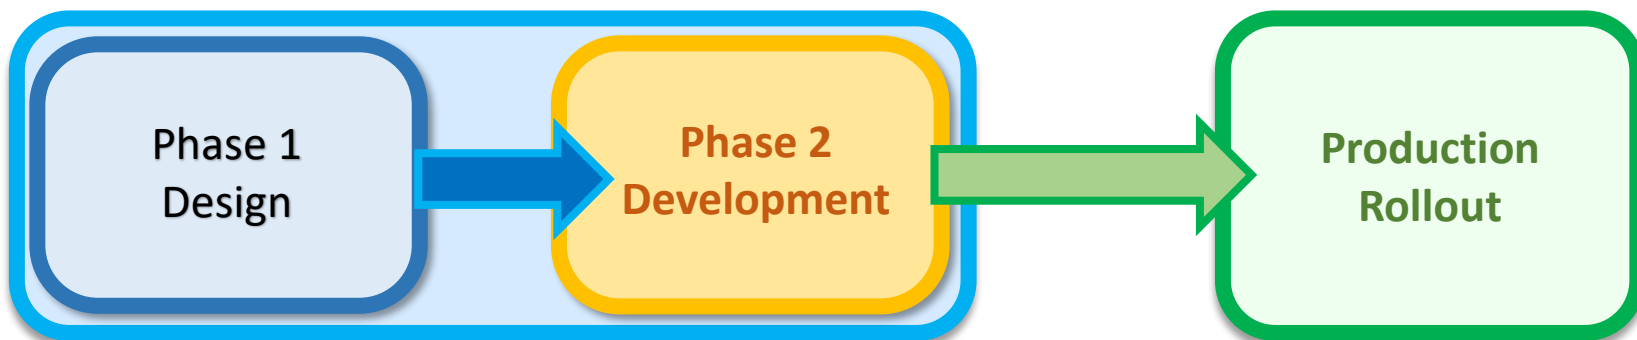 Phase 1
Design
Phase 2
Development
Production
Rollout